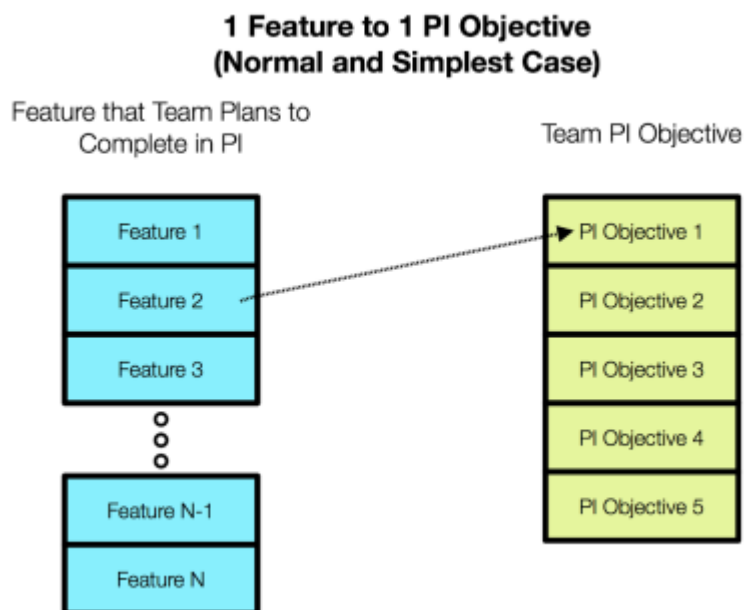 1 Feature to 1 PI Objective
(Normal and Simplest Case)
Feature that Team Plans to
Complete in PI
Team PI Objective
Feature 1
Feature 2
Feature 3
Feature N-1
Feature N
PI Objective 1
PI Objective 2
PI Objective 3
PI Objective 4
PI Objective 5